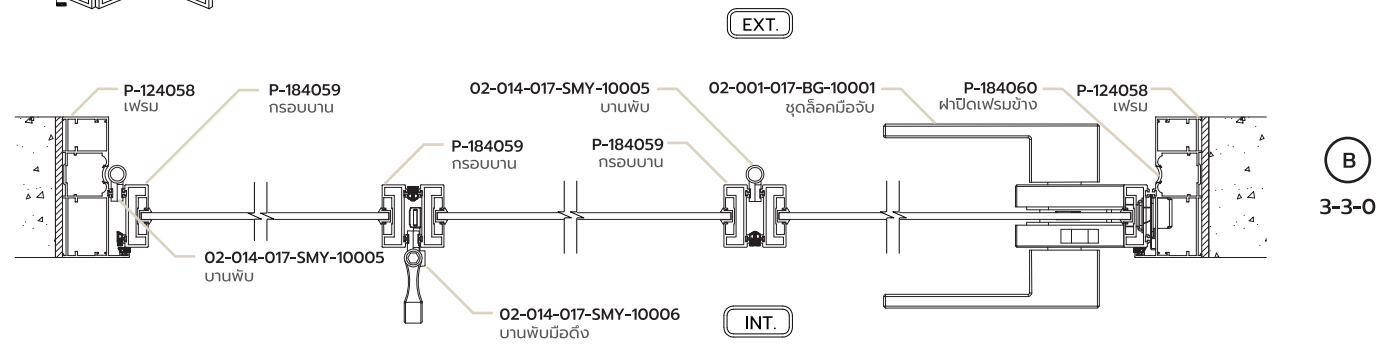 EXT.
P-124058
เฟรม
P-184059
กรอบบาน
02-014-017-SMY-10005
บานพับ
02-001-017-BG-10001
ชุดล็อคมือจับ
P-184060
ฝาปิดเฟรมข้าง
P-124058
เฟรม
P-184059
กรอบบาน
P-184059
กรอบบาน
B
3-3-0
02-014-017-SMY-10005
บานพับ
02-014-017-SMY-10006
บานพับมือดึง
INT.